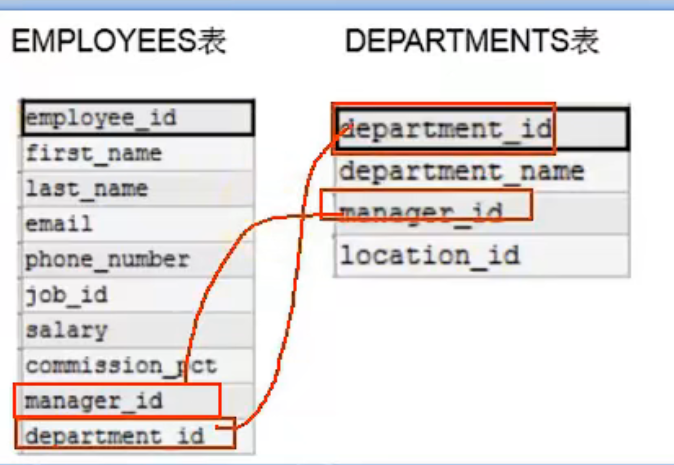 EMPLOYEES表
employee_id
first_name
last_name
email
phone_number
job_id
salary
commission_pct
manager_id
department_id
DEPARTMENTS表
department_id
department_name
manager_id
location_id